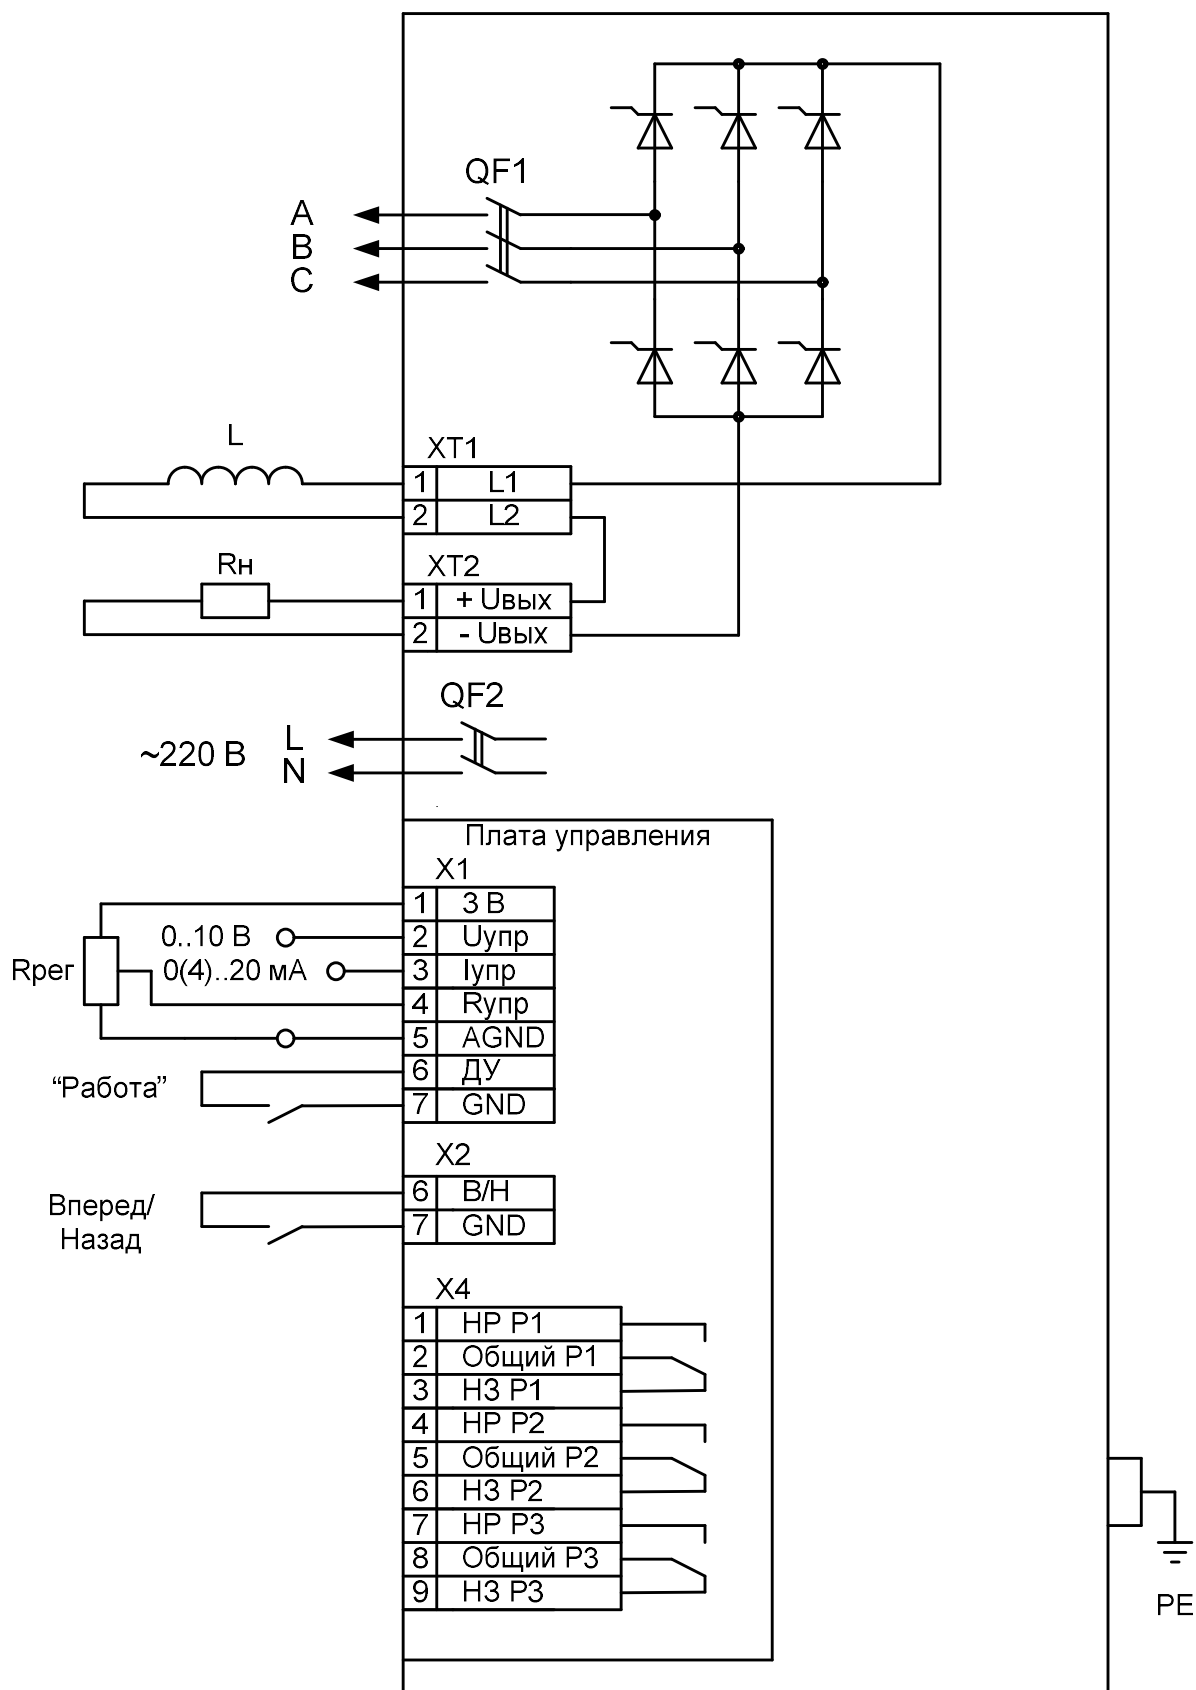 QF1
A
B
C
L
XT1
1 L1
2 L2
Rн
XT2
1 + Uвых
2 - Uвых
QF2
~220 В
L
N
Плата управления
X1
1 3 В
0..10 В 2 Uупр
Rрег 0(4)..20 мА 3 Iупр
4 Rупр
5 AGND
6 ДУ
“Работа”
7 GND
X2
6 В/Н
Вперед/
7 GND
Назад
X4
1 НР Р1
2 Общий Р1
3 НЗ Р1
4 НР Р2
5 Общий Р2
6 НЗ Р2
7 НР Р3
8 Общий Р3
9 НЗ Р3
PE